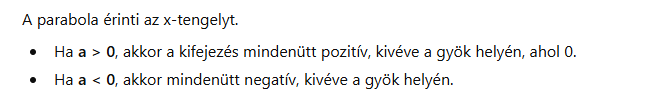 A parabola érinti az x-tengelyt.
• Ha a > 0, akkor a kifejezés mindenütt pozitív, kivéve a gyök helyén, ahol 0.
• Ha a < 0, akkor mindenütt negatív, kivéve a gyök helyén.